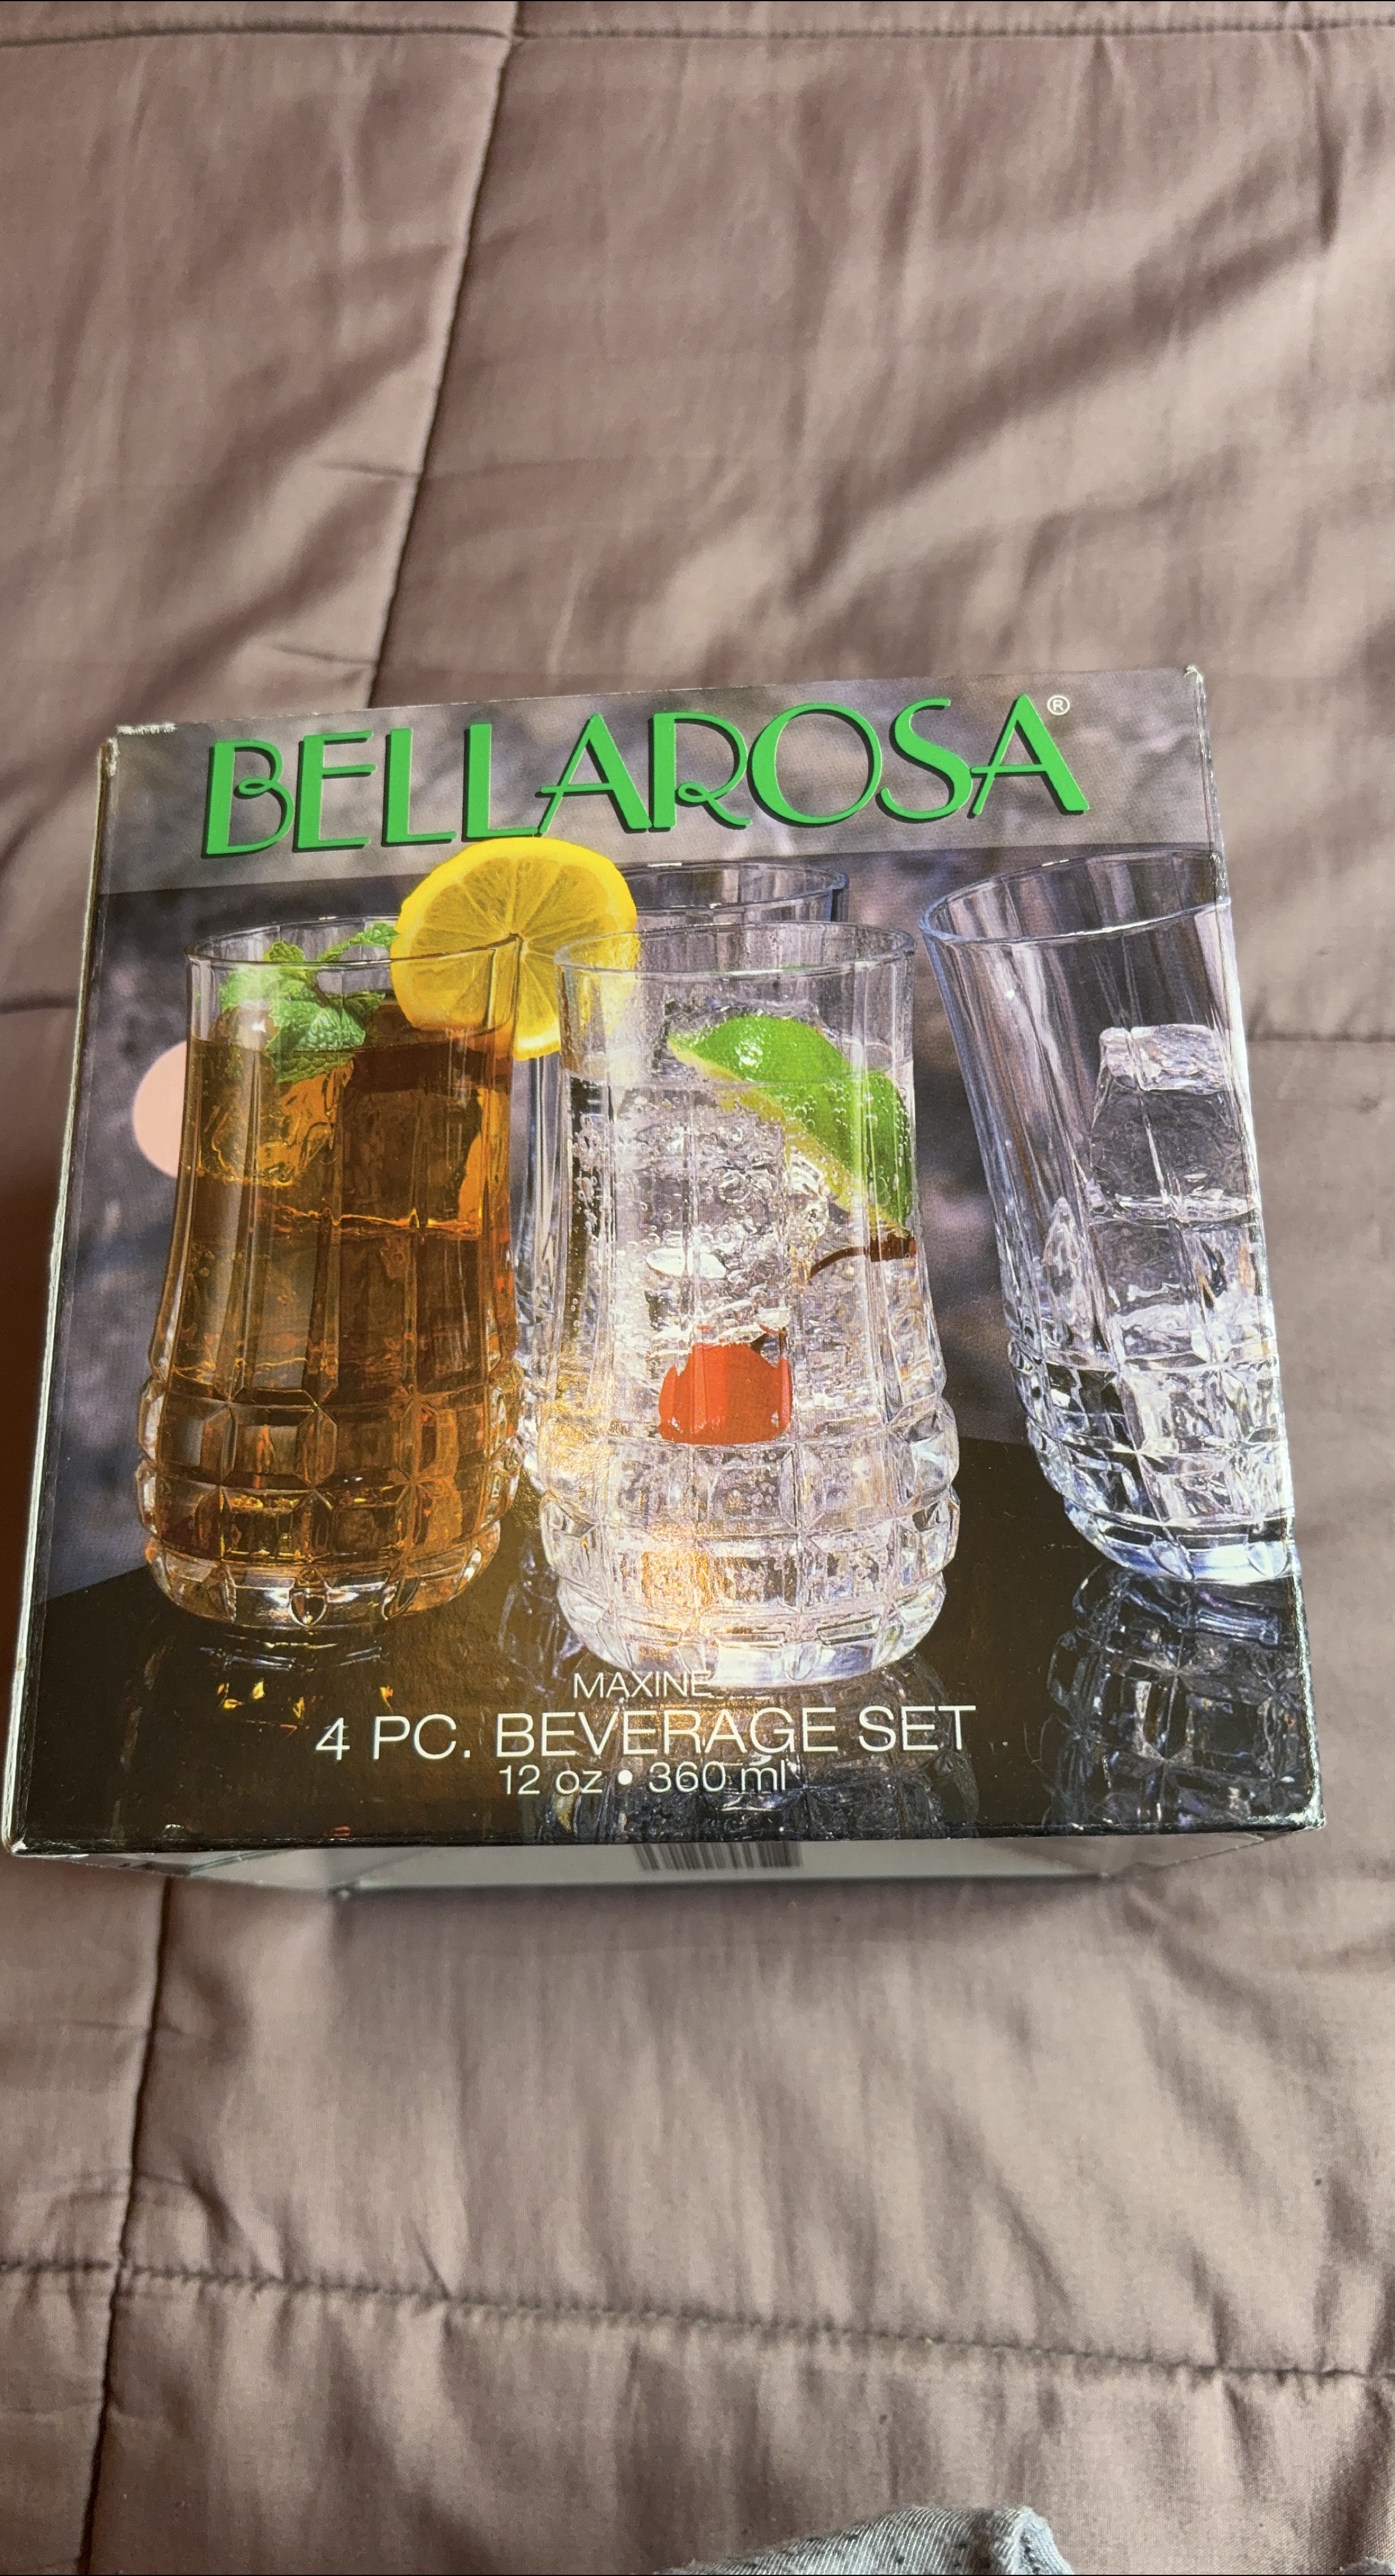 BELLAROSA®
MAXINE
4 PC. BEVERAGE SET
12 oz • 360 ml